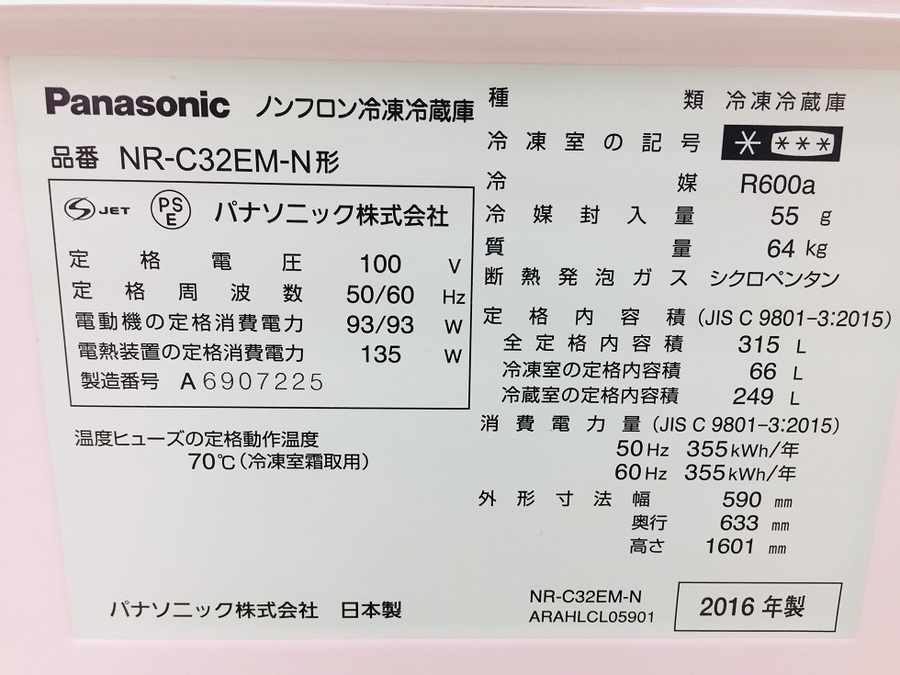 Panasonic ノンフロン冷凍冷蔵庫
品番 NR-C32EM-N形
S JET PSE パナソニック株式会社
定格電圧 100 V
定格周波数 50/60 Hz
電動機の定格消費電力 93/93 W
電熱装置の定格消費電力 135 W
製造番号 A 6907225
温度ヒューズの定格動作温度
70℃(冷凍室霜取用)
パナソニック株式会社 日本製
種類 冷凍冷蔵庫
冷凍室の記号 * ***
冷媒 R600a
冷媒封入量 55 g
質量 64 kg
断熱発泡ガス シクロペンタン
定格内容積 (JIS C 9801-3:2015)
全定格内容積 315 L
冷凍室の定格内容積 66 L
冷蔵室の定格内容積 249 L
消費電力量 (JIS C 9801-3:2015)
50Hz 355kWh/年
60Hz 355kWh/年
外形寸法幅 590 mm
奥行 633 mm
高さ 1601 mm
NR-C32EM-N
ARAHLCL05901
2016年製